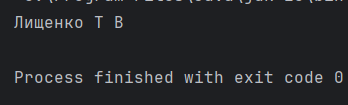 Лищенко Т В
Process finished with exit code 0